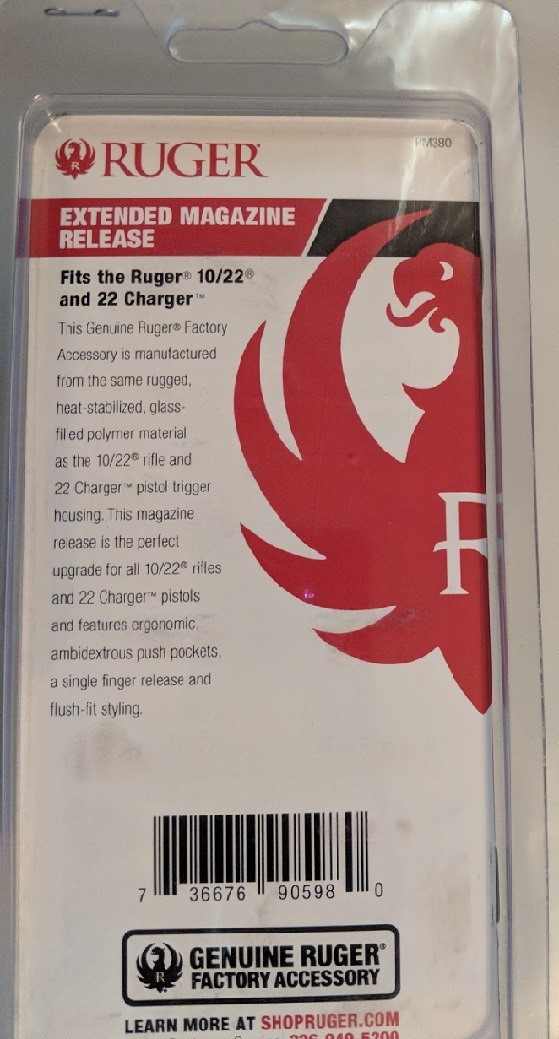 RUGER®
PM380
EXTENDED MAGAZINE
RELEASE
Fits the Ruger® 10/22®
and 22 Charger™
This Genuine Ruger® Factory
Accessory is manufactured
from the same rugged,
heat-stabilized, glass-
filled polymer material
as the 10/22® rifle and
22 Charger™ pistol trigger
housing. This magazine
release is the perfect
upgrade for all 10/22® rifles
and 22 Charger™ pistols
and features ergonomic,
ambidextrous push pockets,
a single finger release and
flush-fit styling.
R
7 36676 90598 0
R
GENUINE RUGER®
FACTORY ACCESSORY
LEARN MORE AT SHOPRUGER.COM